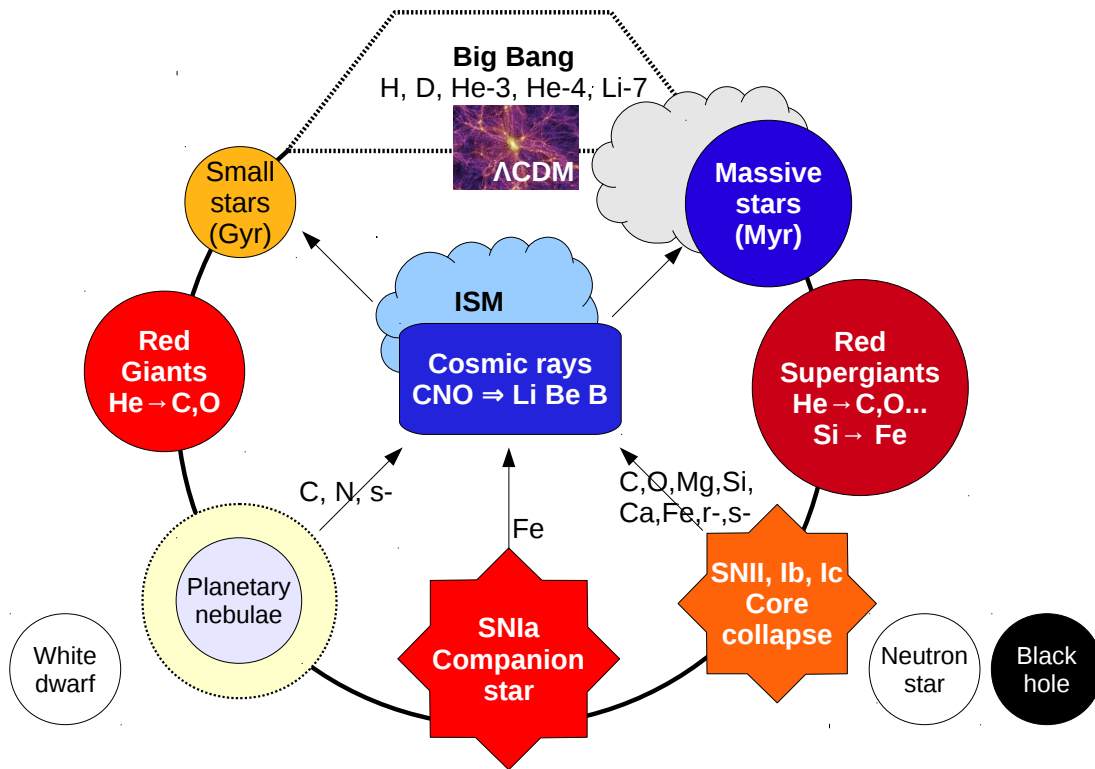 Big Bang
H, D, He-3, He-4, Li-7
ΛCDM
Small
stars
(Gyr)
Massive
stars
(Myr)
ISM
Cosmic rays
CNO ⇒ Li Be B
Red
Giants
He→C,O
Red
Supergiants
He→C,O...
Si→ Fe
C, N, s-
Fe
C,O,Mg,Si,
Ca,Fe,r-,s-
Planetary
nebulae
SNIa
Companion
star
SNII, Ib, Ic
Core
collapse
White
dwarf
Neutron
star
Black
hole